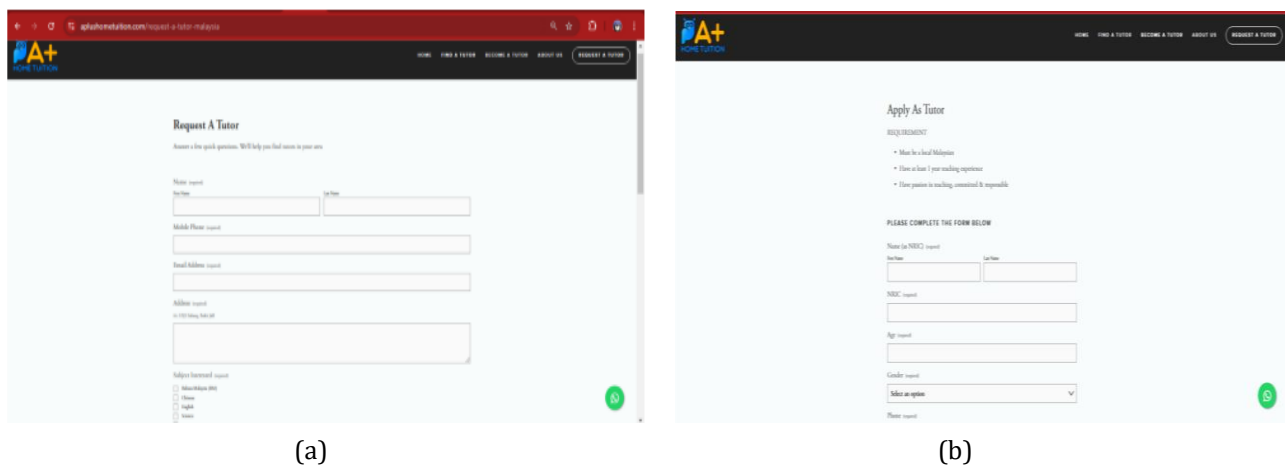 aplushometuition.com/request-a-tutor-malaysia
A+
HOME TUITION
HOME FIND A TUTOR BECOME A TUTOR ABOUT US REQUEST A TUTOR
Request A Tutor
Answer a few quick questions. We'll help you find tutors in your area
Name (required)
First Name Last Name
Mobile Phone (required)
Email Address (required)
Address (required)
Subject Interested (required)
Bahasa Melayu (BM)
Chinese
English
Science
(a)
A+
HOME TUITION
HOME FIND A TUTOR BECOME A TUTOR ABOUT US REQUEST A TUTOR
Apply As Tutor
REQUIREMENT
• Must be a local Malaysian
• Have at least 1 year teaching experience
• Have passion in teaching, committed & responsible
PLEASE COMPLETE THE FORM BELOW
Name (as NRIC) (required)
First Name Last Name
NRIC (required)
Age (required)
Gender (required)
Select an option
Phone (required)
(b)